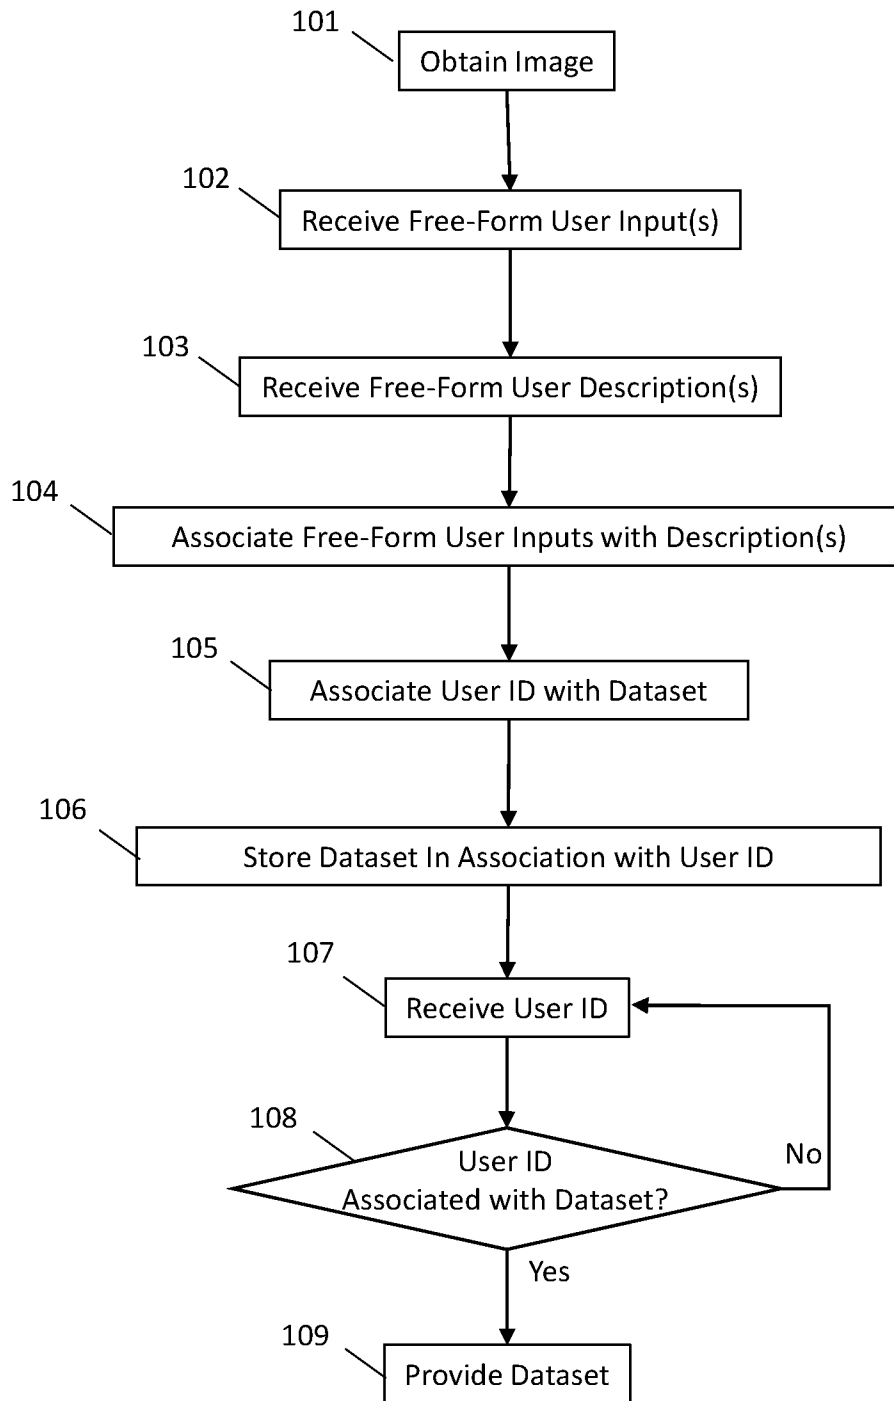 101
Obtain Image
102
Receive Free-Form User Input(s)
103
Receive Free-Form User Description(s)
104
Associate Free-Form User Inputs with Description(s)
105
Associate User ID with Dataset
106
Store Dataset In Association with User ID
107
Receive User ID
108
User ID
Associated with Dataset?
No
Yes
109
Provide Dataset